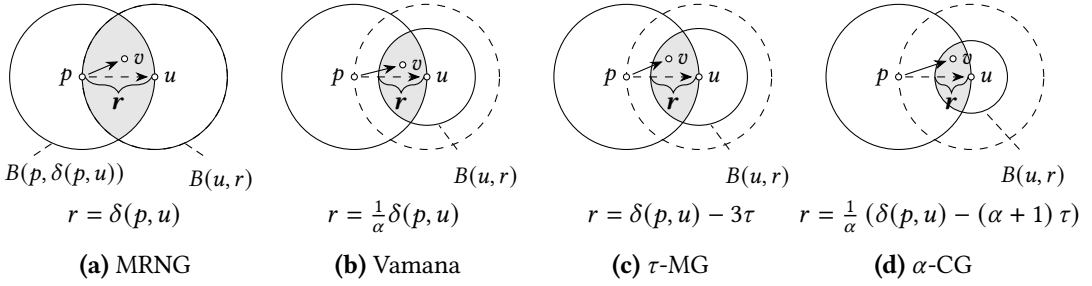 p v u r
p v u r
p v u r
p v u r
B(p, δ(p, u)) B(u, r) B(u, r) B(u, r) B(u, r)
r = δ(p, u) r = 1/α δ(p, u) r = δ(p, u) − 3τ r = 1/α (δ(p, u) − (α + 1) τ)
(a) MRNG (b) Vamana (c) τ-MG (d) α-CG